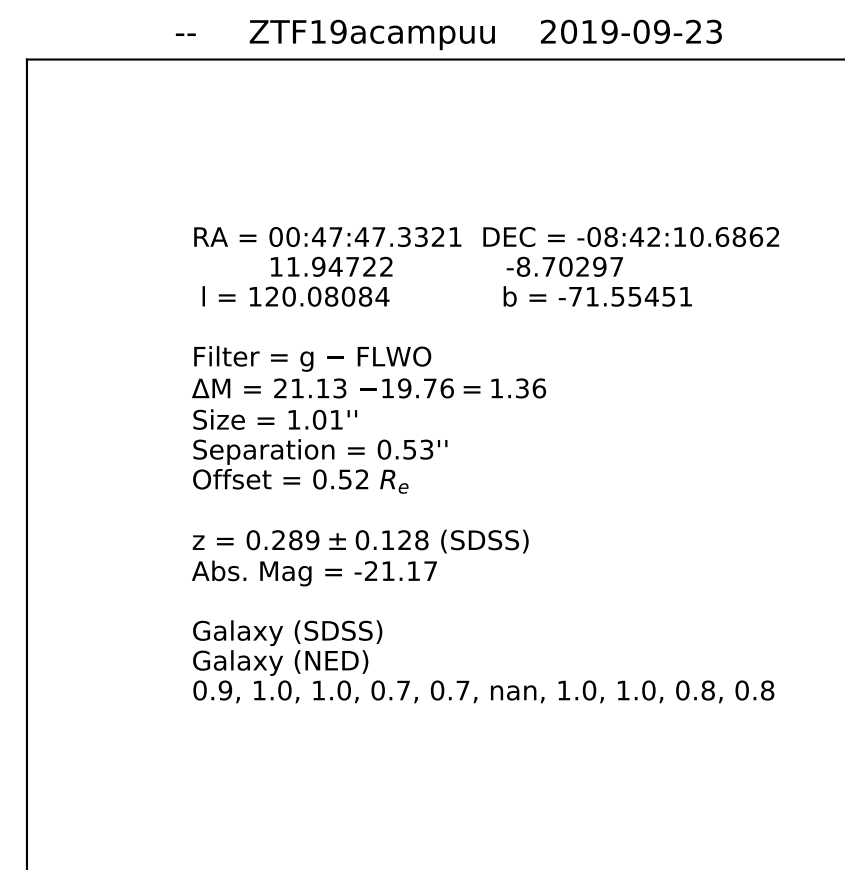 --   ZTF19acampuu   2019-09-23
RA = 00:47:47.3321 DEC = -08:42:10.6862
11.94722   -8.70297
l = 120.08084   b = -71.55451
Filter = g − FLWO
ΔM = 21.13 −19.76 = 1.36
Size = 1.01''
Separation = 0.53''
Offset = 0.52 Rₑ
z = 0.289 ± 0.128 (SDSS)
Abs. Mag = -21.17
Galaxy (SDSS)
Galaxy (NED)
0.9, 1.0, 1.0, 0.7, 0.7, nan, 1.0, 1.0, 0.8, 0.8